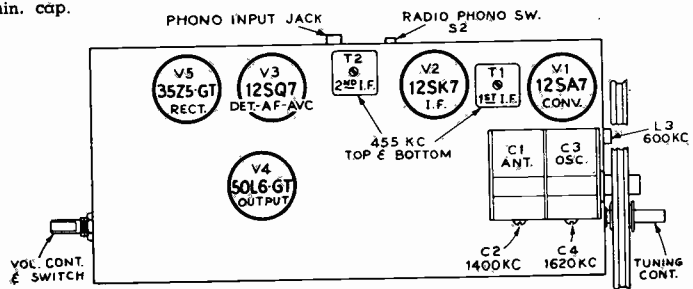 min. cap.
PHONO INPUT JACK
RADIO PHONO SW.
S2
V5
35Z5-GT
RECT.
V3
12SQ7
DET-AF-AVC
T2
2ND I.F.
V2
12SK7
I.F.
T1
1ST I.F.
V1
12SA7
CONV.
455 KC
TOP & BOTTOM
L3
600KC
C1
ANT.
C3
OSC.
V4
50L6-GT
OUTPUT
VOL. CONT.
& SWITCH
C2
1400KC
C4
1620KC
TUNING
CONT.